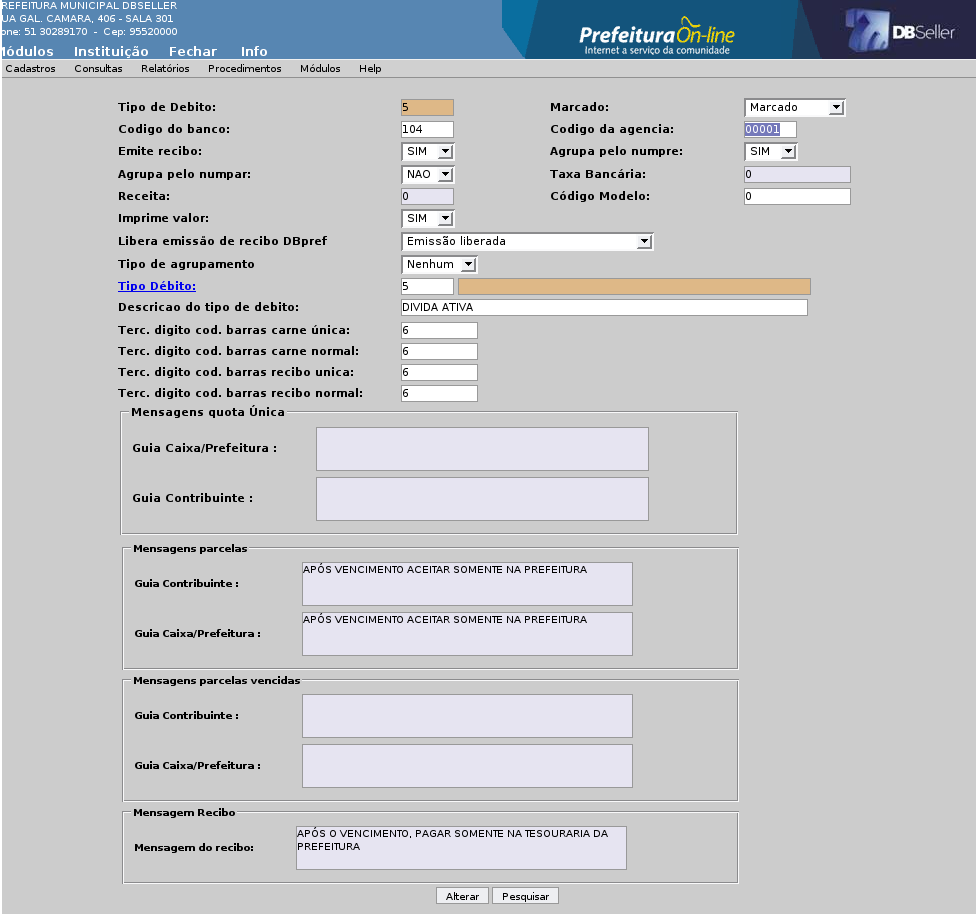 REFEITURA MUNICIPAL DBSELLER
UA GAL. CAMARA, 406 - SALA 301
one: 51 30289170 - Cep: 95520000
Módulos Instituição Fechar Info
Prefeitura On-line
Internet a serviço da comunidade
DBSeller
Cadastros Consultas Relatórios Procedimentos Módulos Help
Tipo de Debito: 5 Marcado: Marcado
Codigo do banco: 104 Codigo da agencia: 00001
Emite recibo: SIM Agrupa pelo numpre: SIM
Agrupa pelo numpar: NAO Taxa Bancária: 0
Receita: 0 Código Modelo: 0
Imprime valor: SIM
Libera emissão de recibo DBpref Emissão liberada
Tipo de agrupamento Nenhum
Tipo Débito: 5
Descricao do tipo de debito: DIVIDA ATIVA
Terc. digito cod. barras carne única: 6
Terc. digito cod. barras carne normal: 6
Terc. digito cod. barras recibo unica: 6
Terc. digito cod. barras recibo normal: 6
Mensagens quota Única
Guia Caixa/Prefeitura :
Guia Contribuinte :
Mensagens parcelas
Guia Contribuinte : APÓS VENCIMENTO ACEITAR SOMENTE NA PREFEITURA
Guia Caixa/Prefeitura : APÓS VENCIMENTO ACEITAR SOMENTE NA PREFEITURA
Mensagens parcelas vencidas
Guia Contribuinte :
Guia Caixa/Prefeitura :
Mensagem Recibo
Mensagem do recibo: APÓS O VENCIMENTO, PAGAR SOMENTE NA TESOURARIA DA
PREFEITURA
Alterar Pesquisar